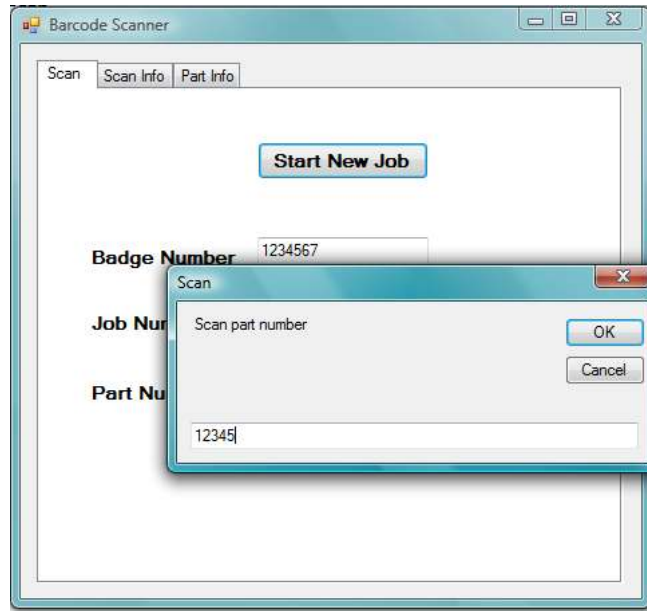 Barcode Scanner
Scan Scan Info Part Info
Start New Job
Badge Number 1234567
Scan
Job Nu
Scan part number
OK
Cancel
Part Nu
12345